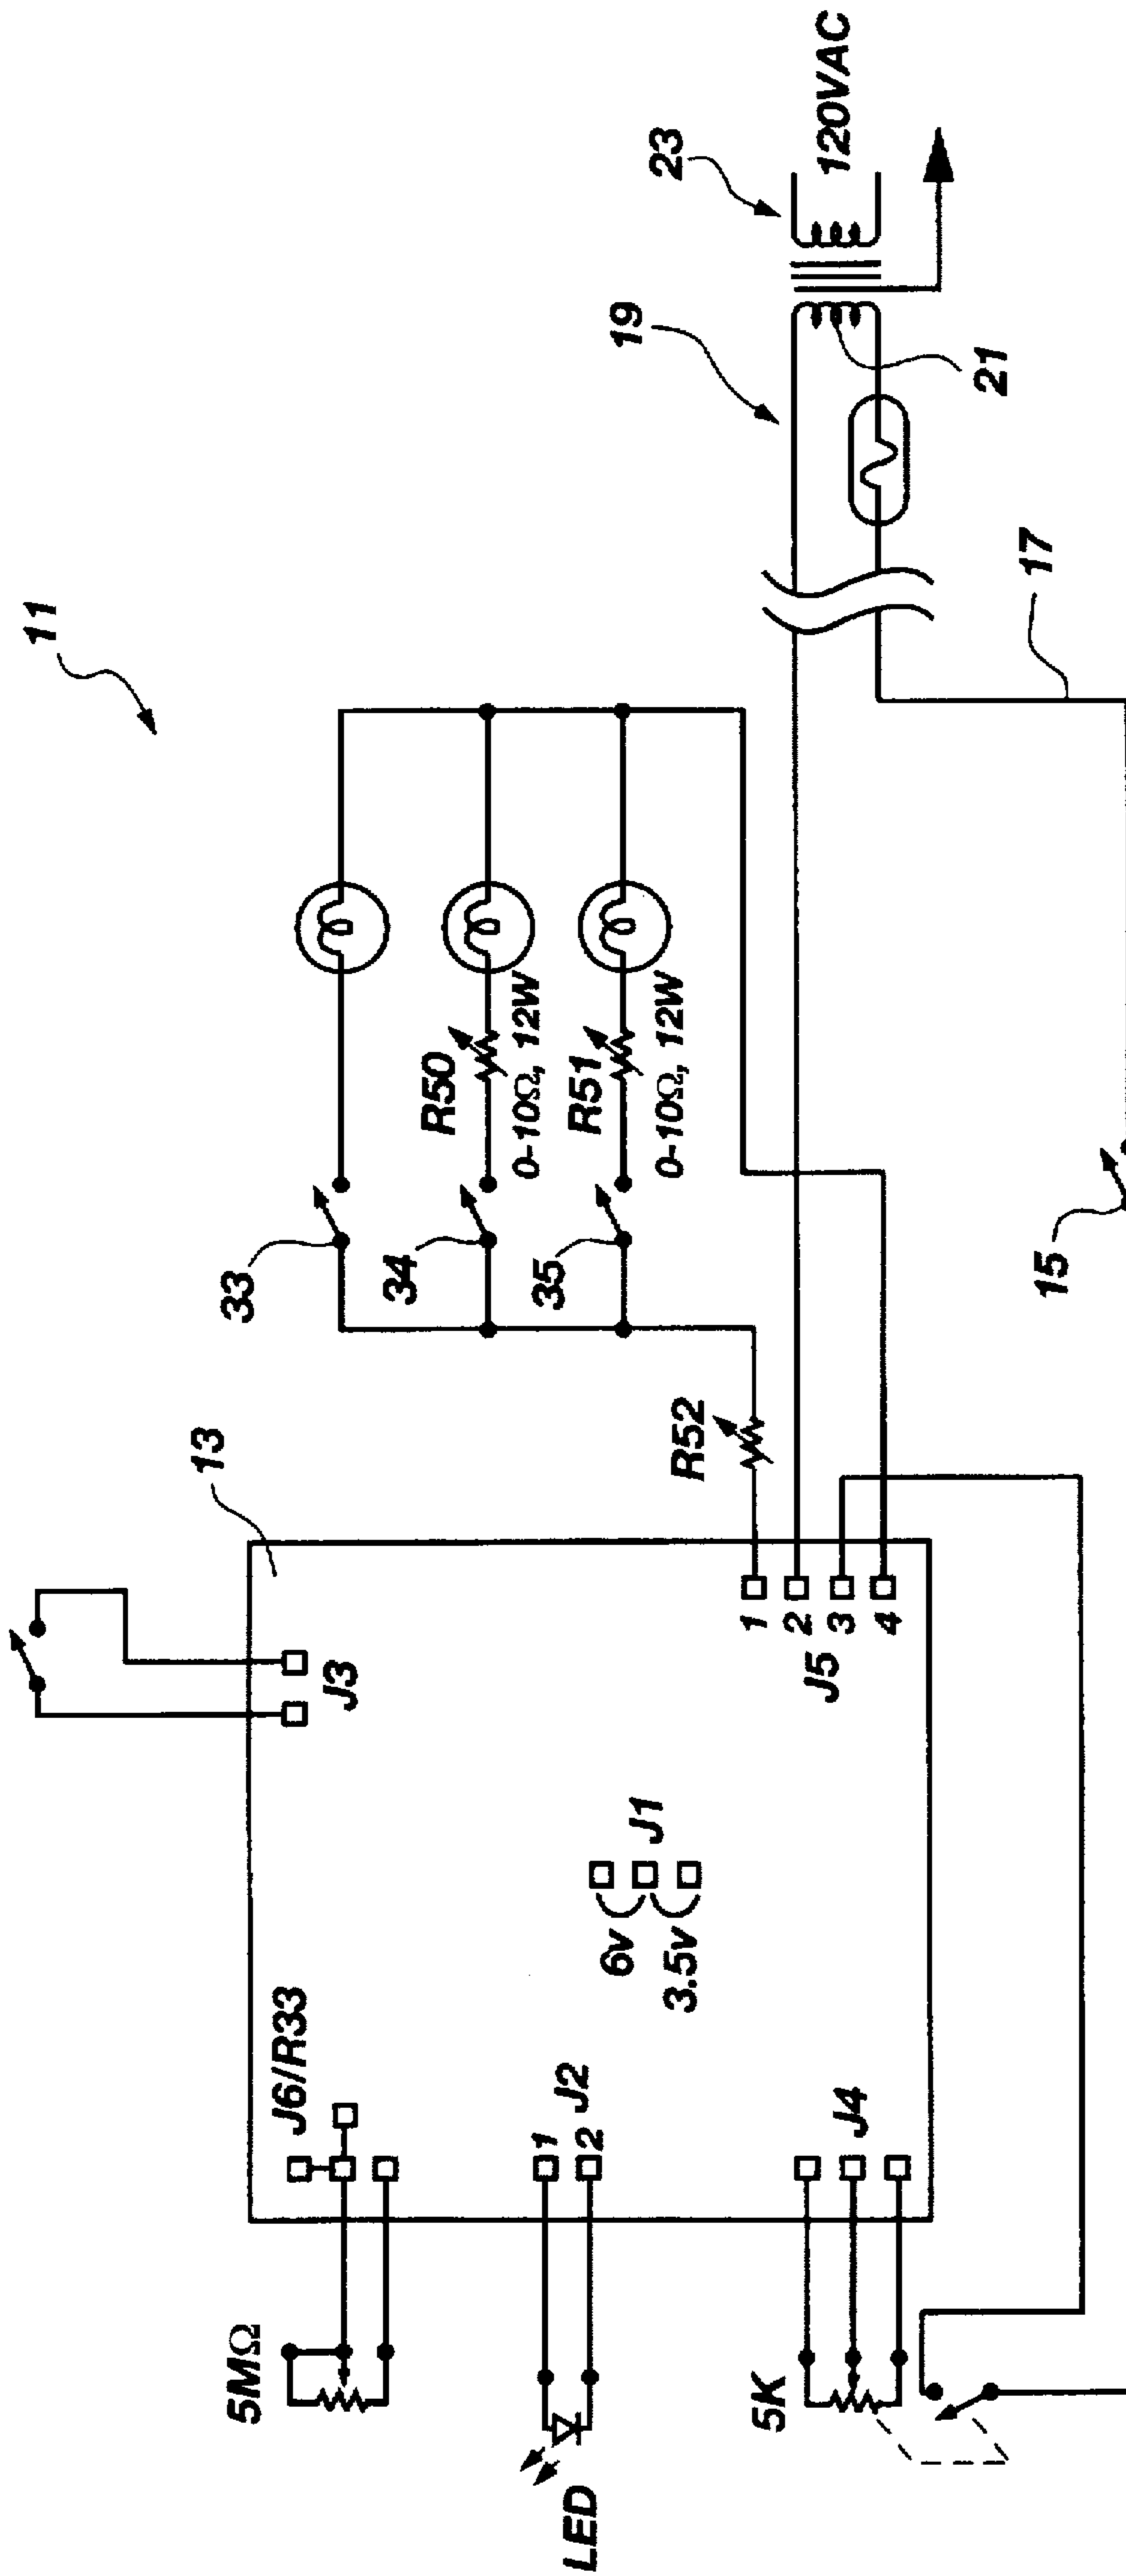 11
33
34
35
R50
0-10Ω, 12W
R51
0-10Ω, 12W
R52
13
J3
J6/R33
5MΩ
1
2
J2
LED
6v
3.5v
J1
5K
J4
1
2
3
4
J5
15
17
19
21
23
120VAC